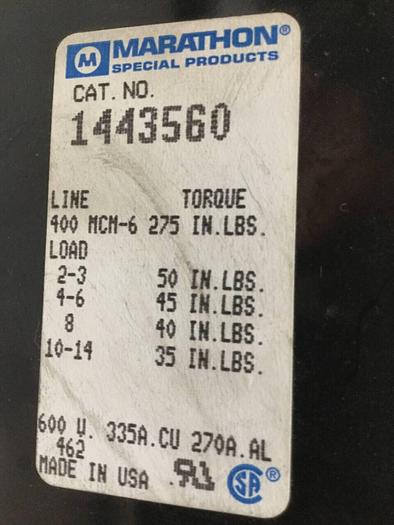 M MARATHON®
SPECIAL PRODUCTS
CAT. NO.
1443560
LINE TORQUE
400 MCM-6 275 IN.LBS.
LOAD
2-3 50 IN.LBS.
4-6 45 IN.LBS.
8 40 IN.LBS.
10-14 35 IN.LBS.
600 V. 335A.CU 270A.AL
462
MADE IN USA RU SA ®